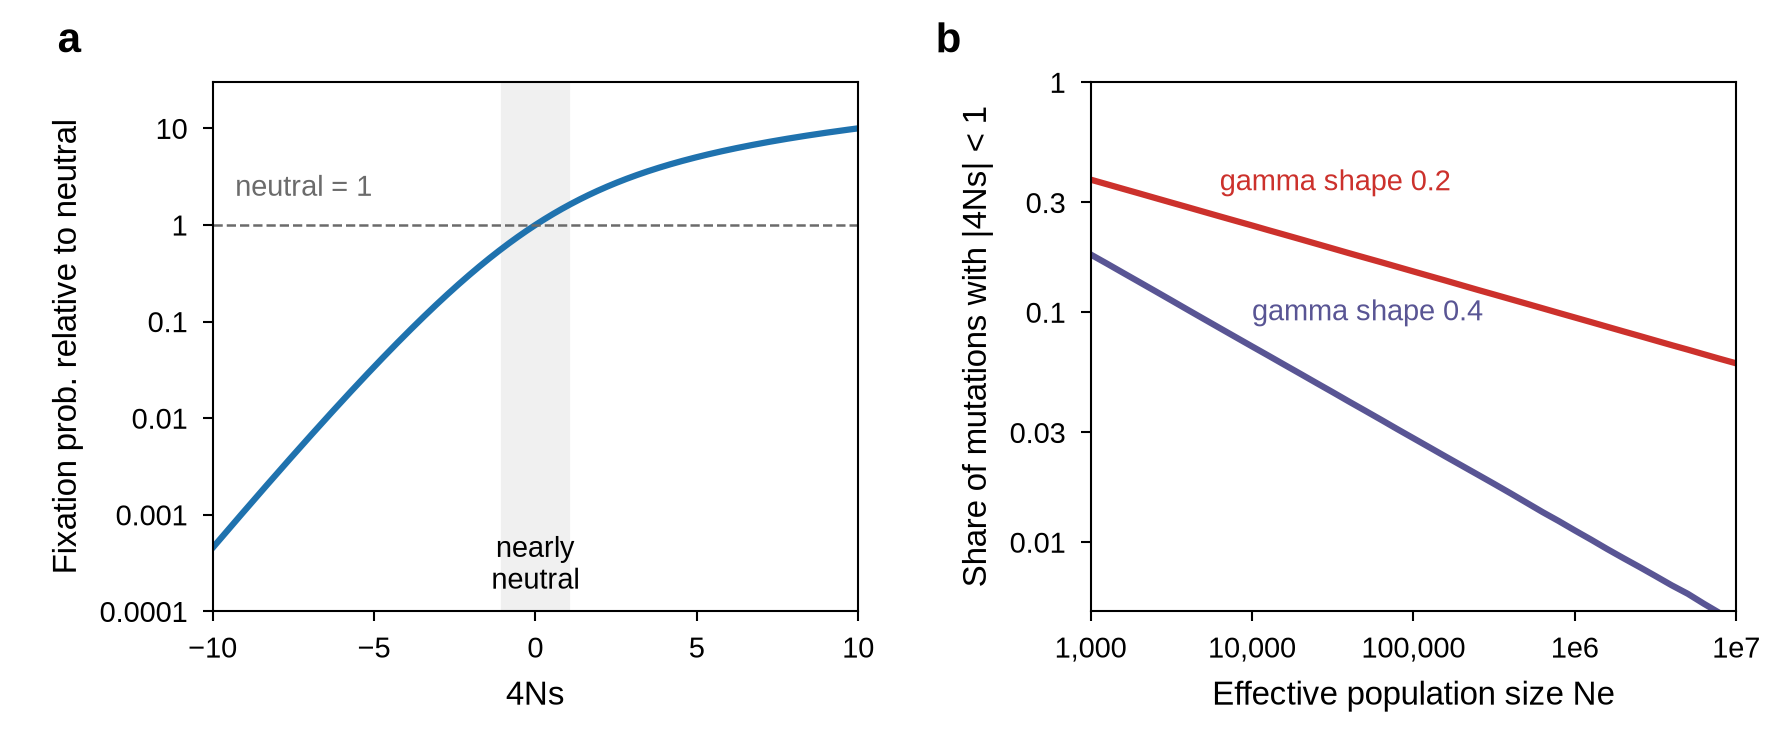 a
Fixation prob. relative to neutral
10
1
0.1
0.01
0.001
0.0001
neutral = 1
nearly
neutral
−10
−5
0
5
10
4Ns
b
Share of mutations with |4Ns| < 1
1
0.3
0.1
0.03
0.01
gamma shape 0.2
gamma shape 0.4
1,000
10,000
100,000
1e6
1e7
Effective population size Ne